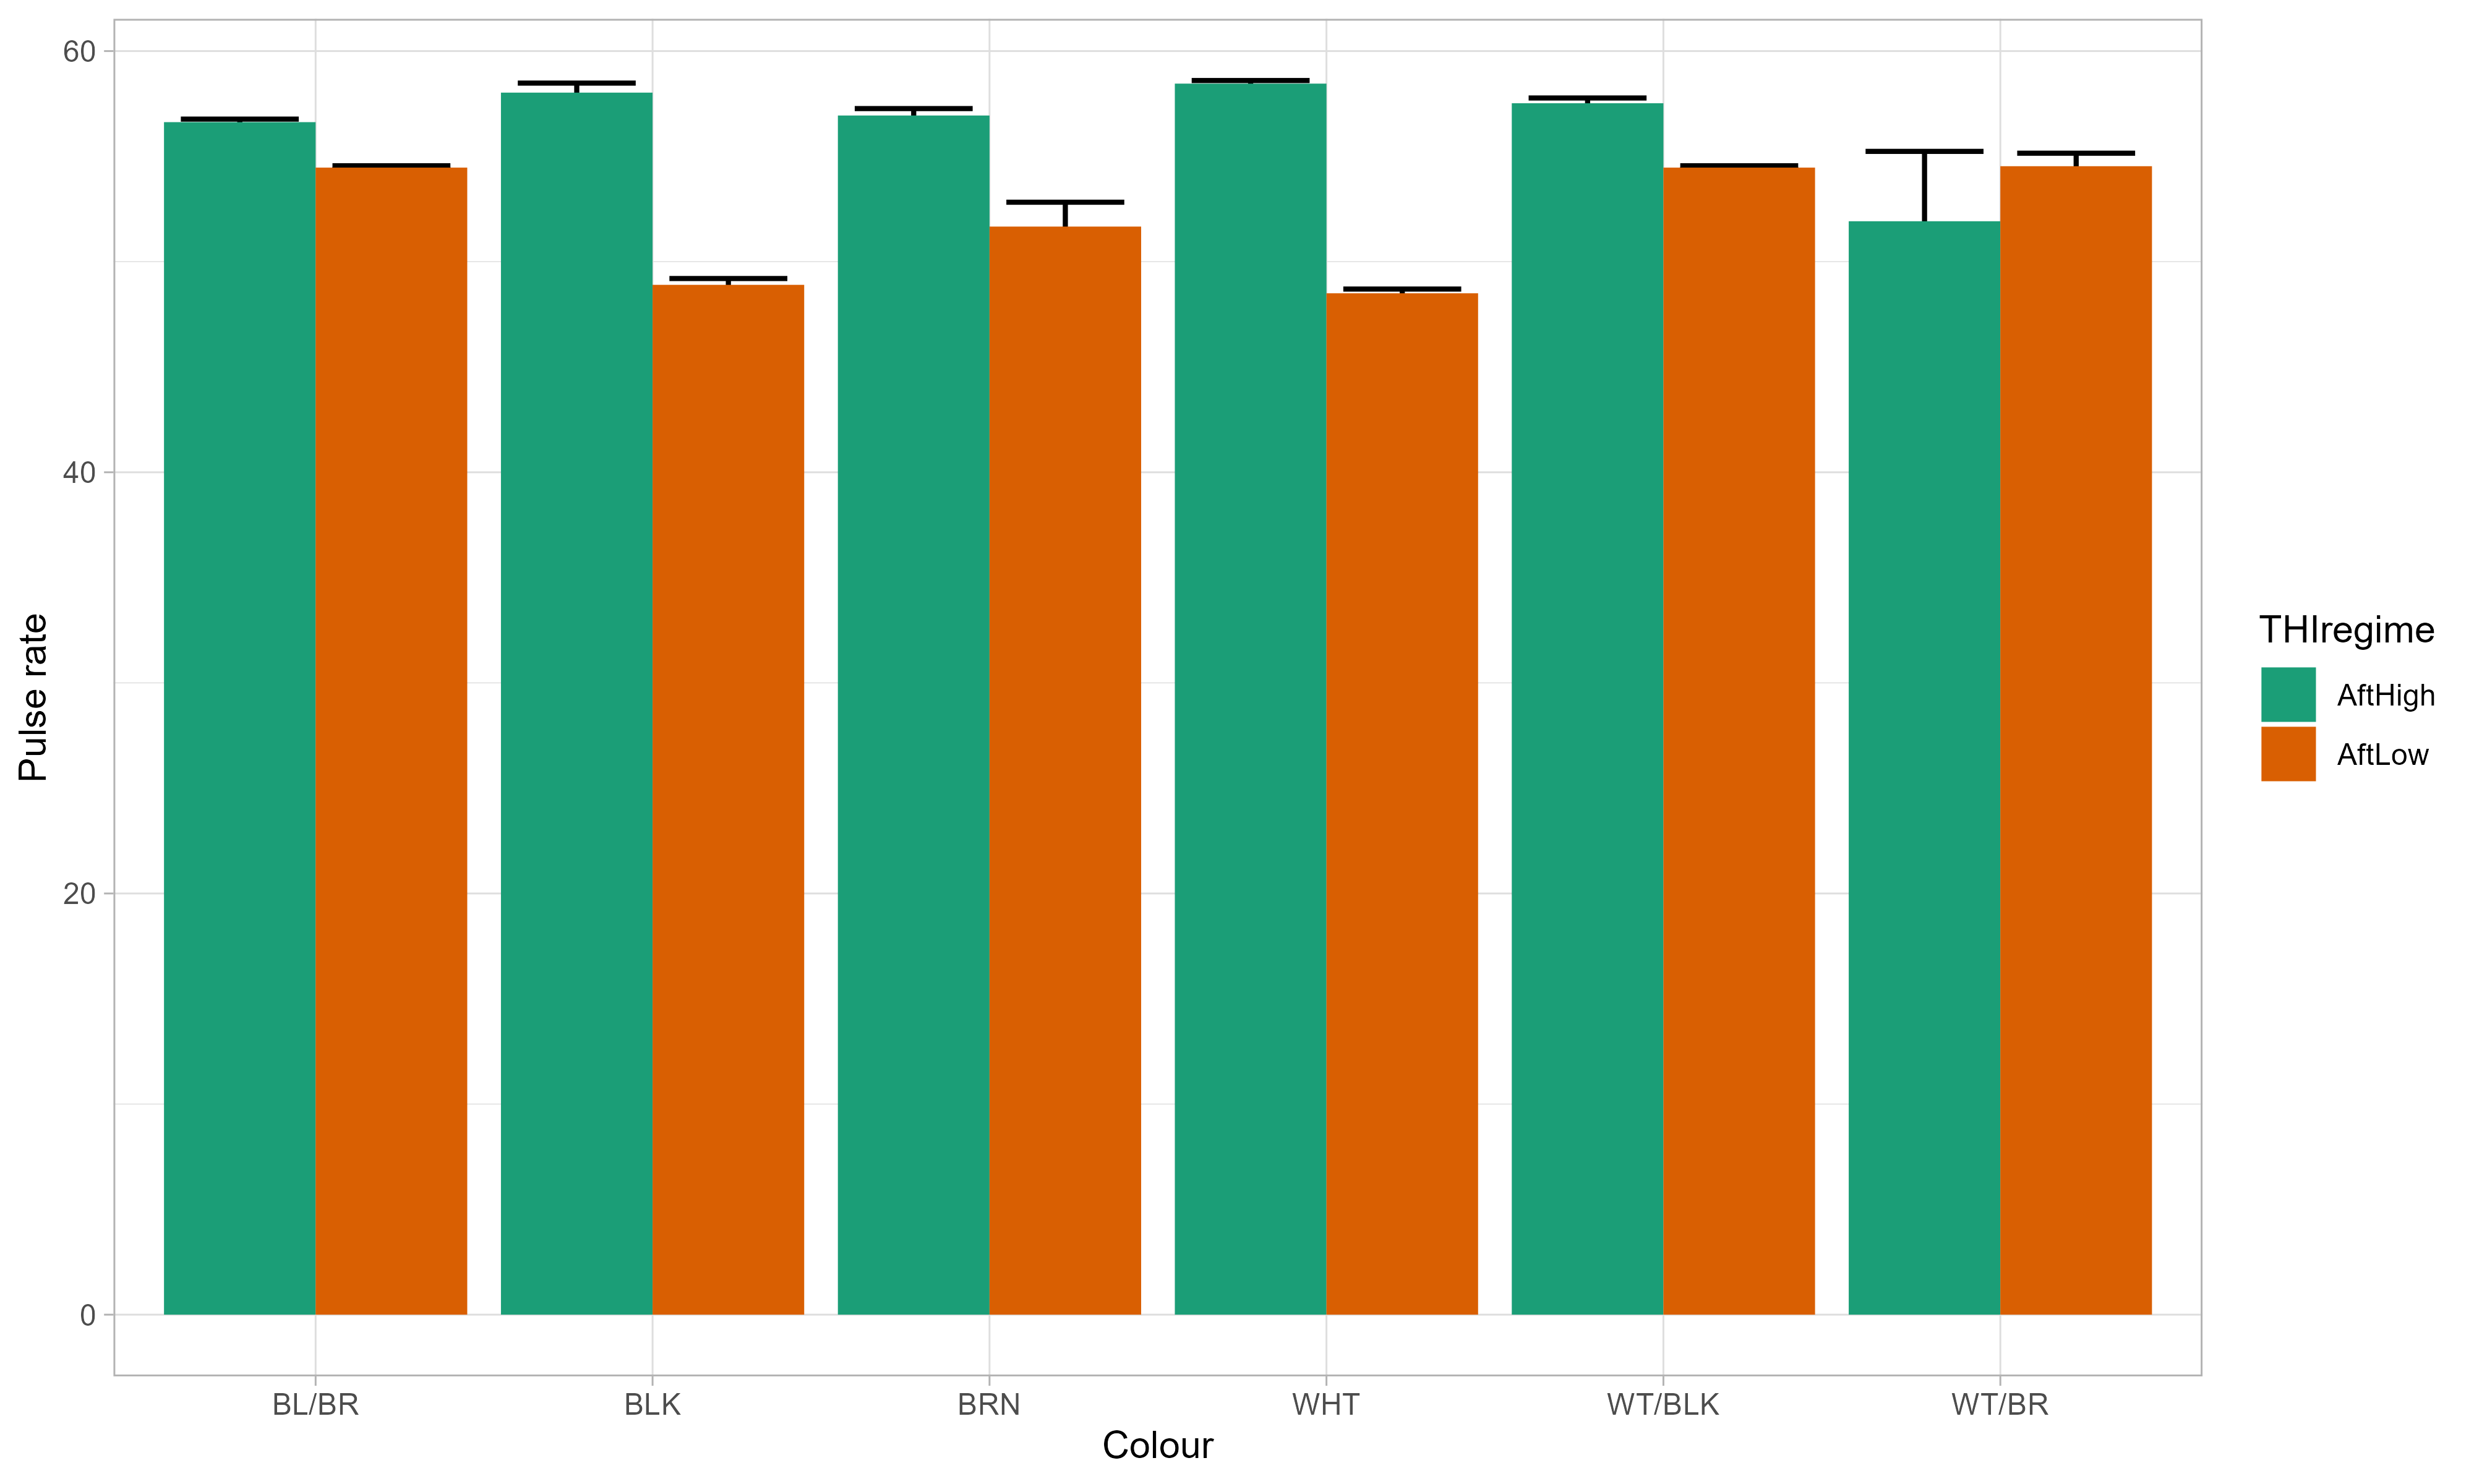 60
40
20
0
Pulse rate
BL/BR BLK BRN WHT WT/BLK WT/BR
Colour
THIregime
AftHigh
AftLow